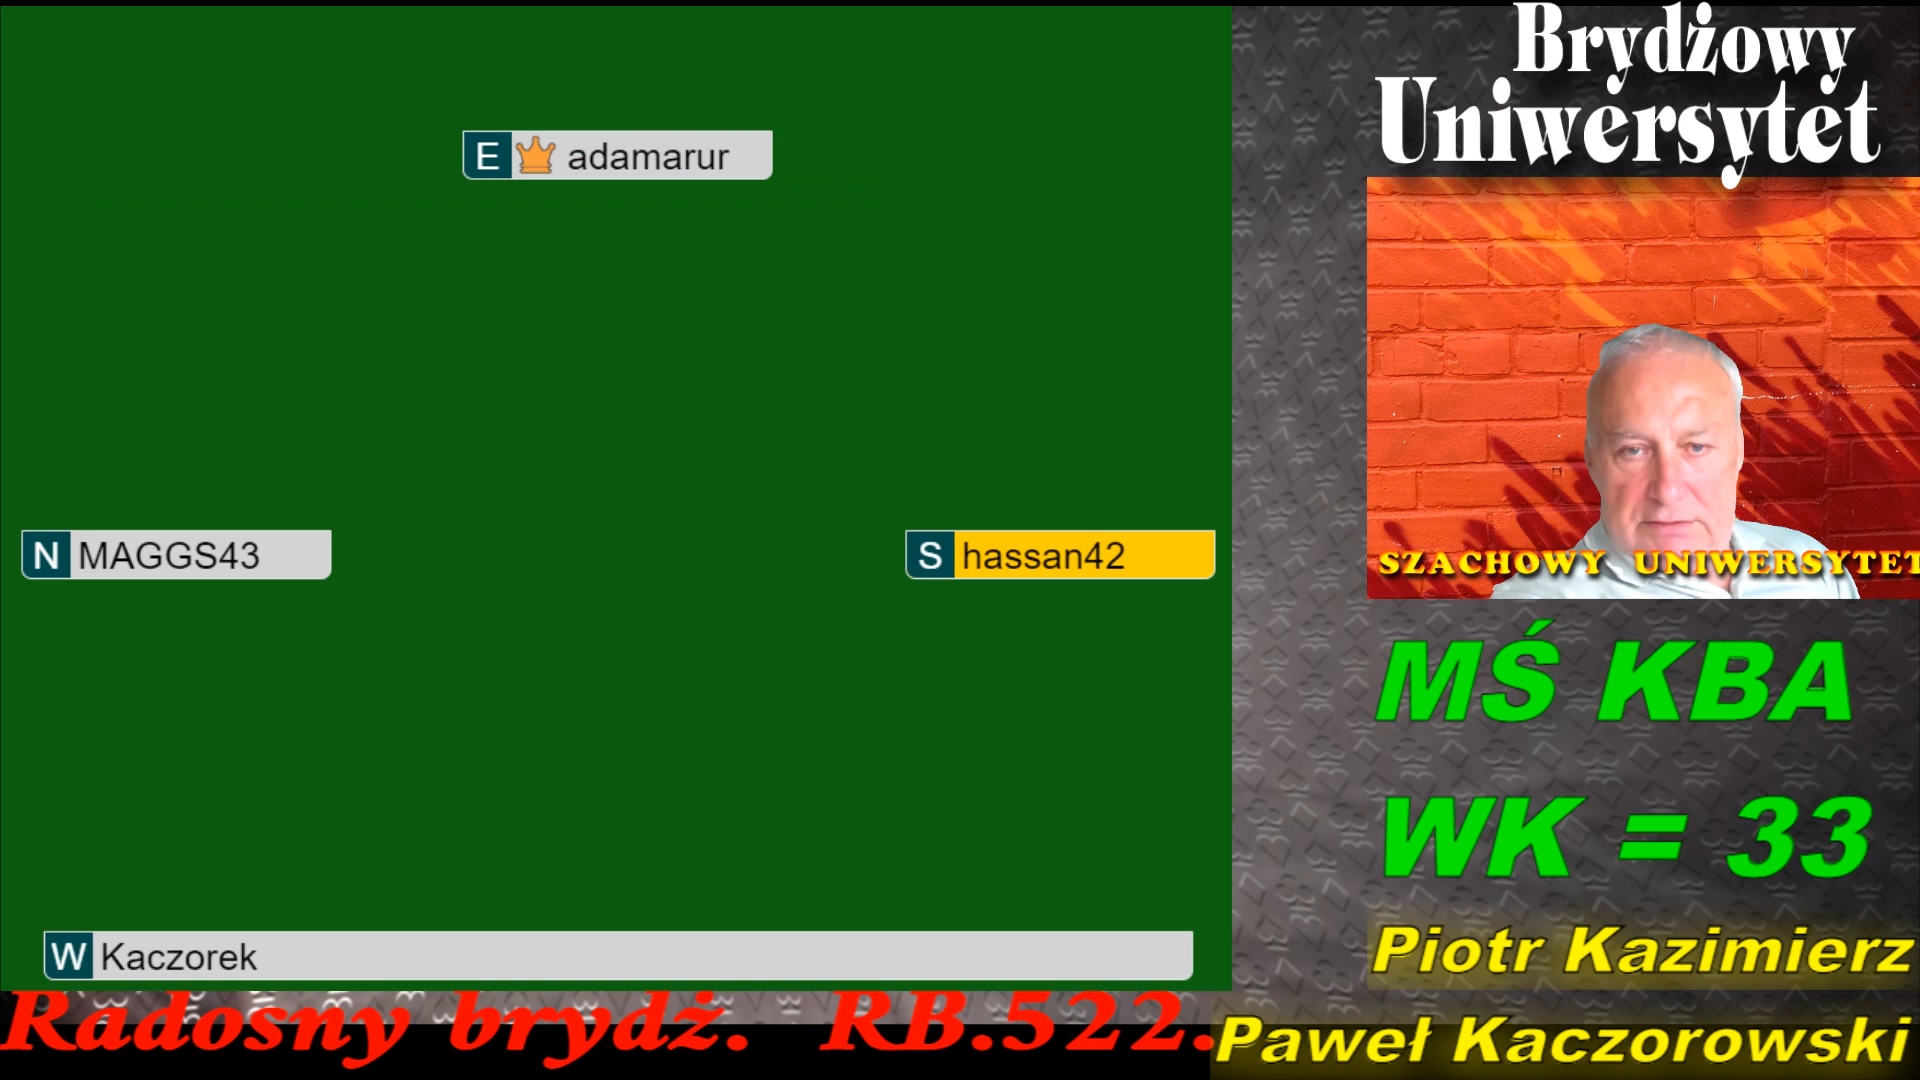 Brydżowy
Uniwersytet
E adamarur
N MAGGS43
S hassan42
SZACHOWY UNIWERSYTET
MŚ KBA
WK = 33
Piotr Kazimierz
W Kaczorek
Radosny brydż. RB.522.
Paweł Kaczorowski